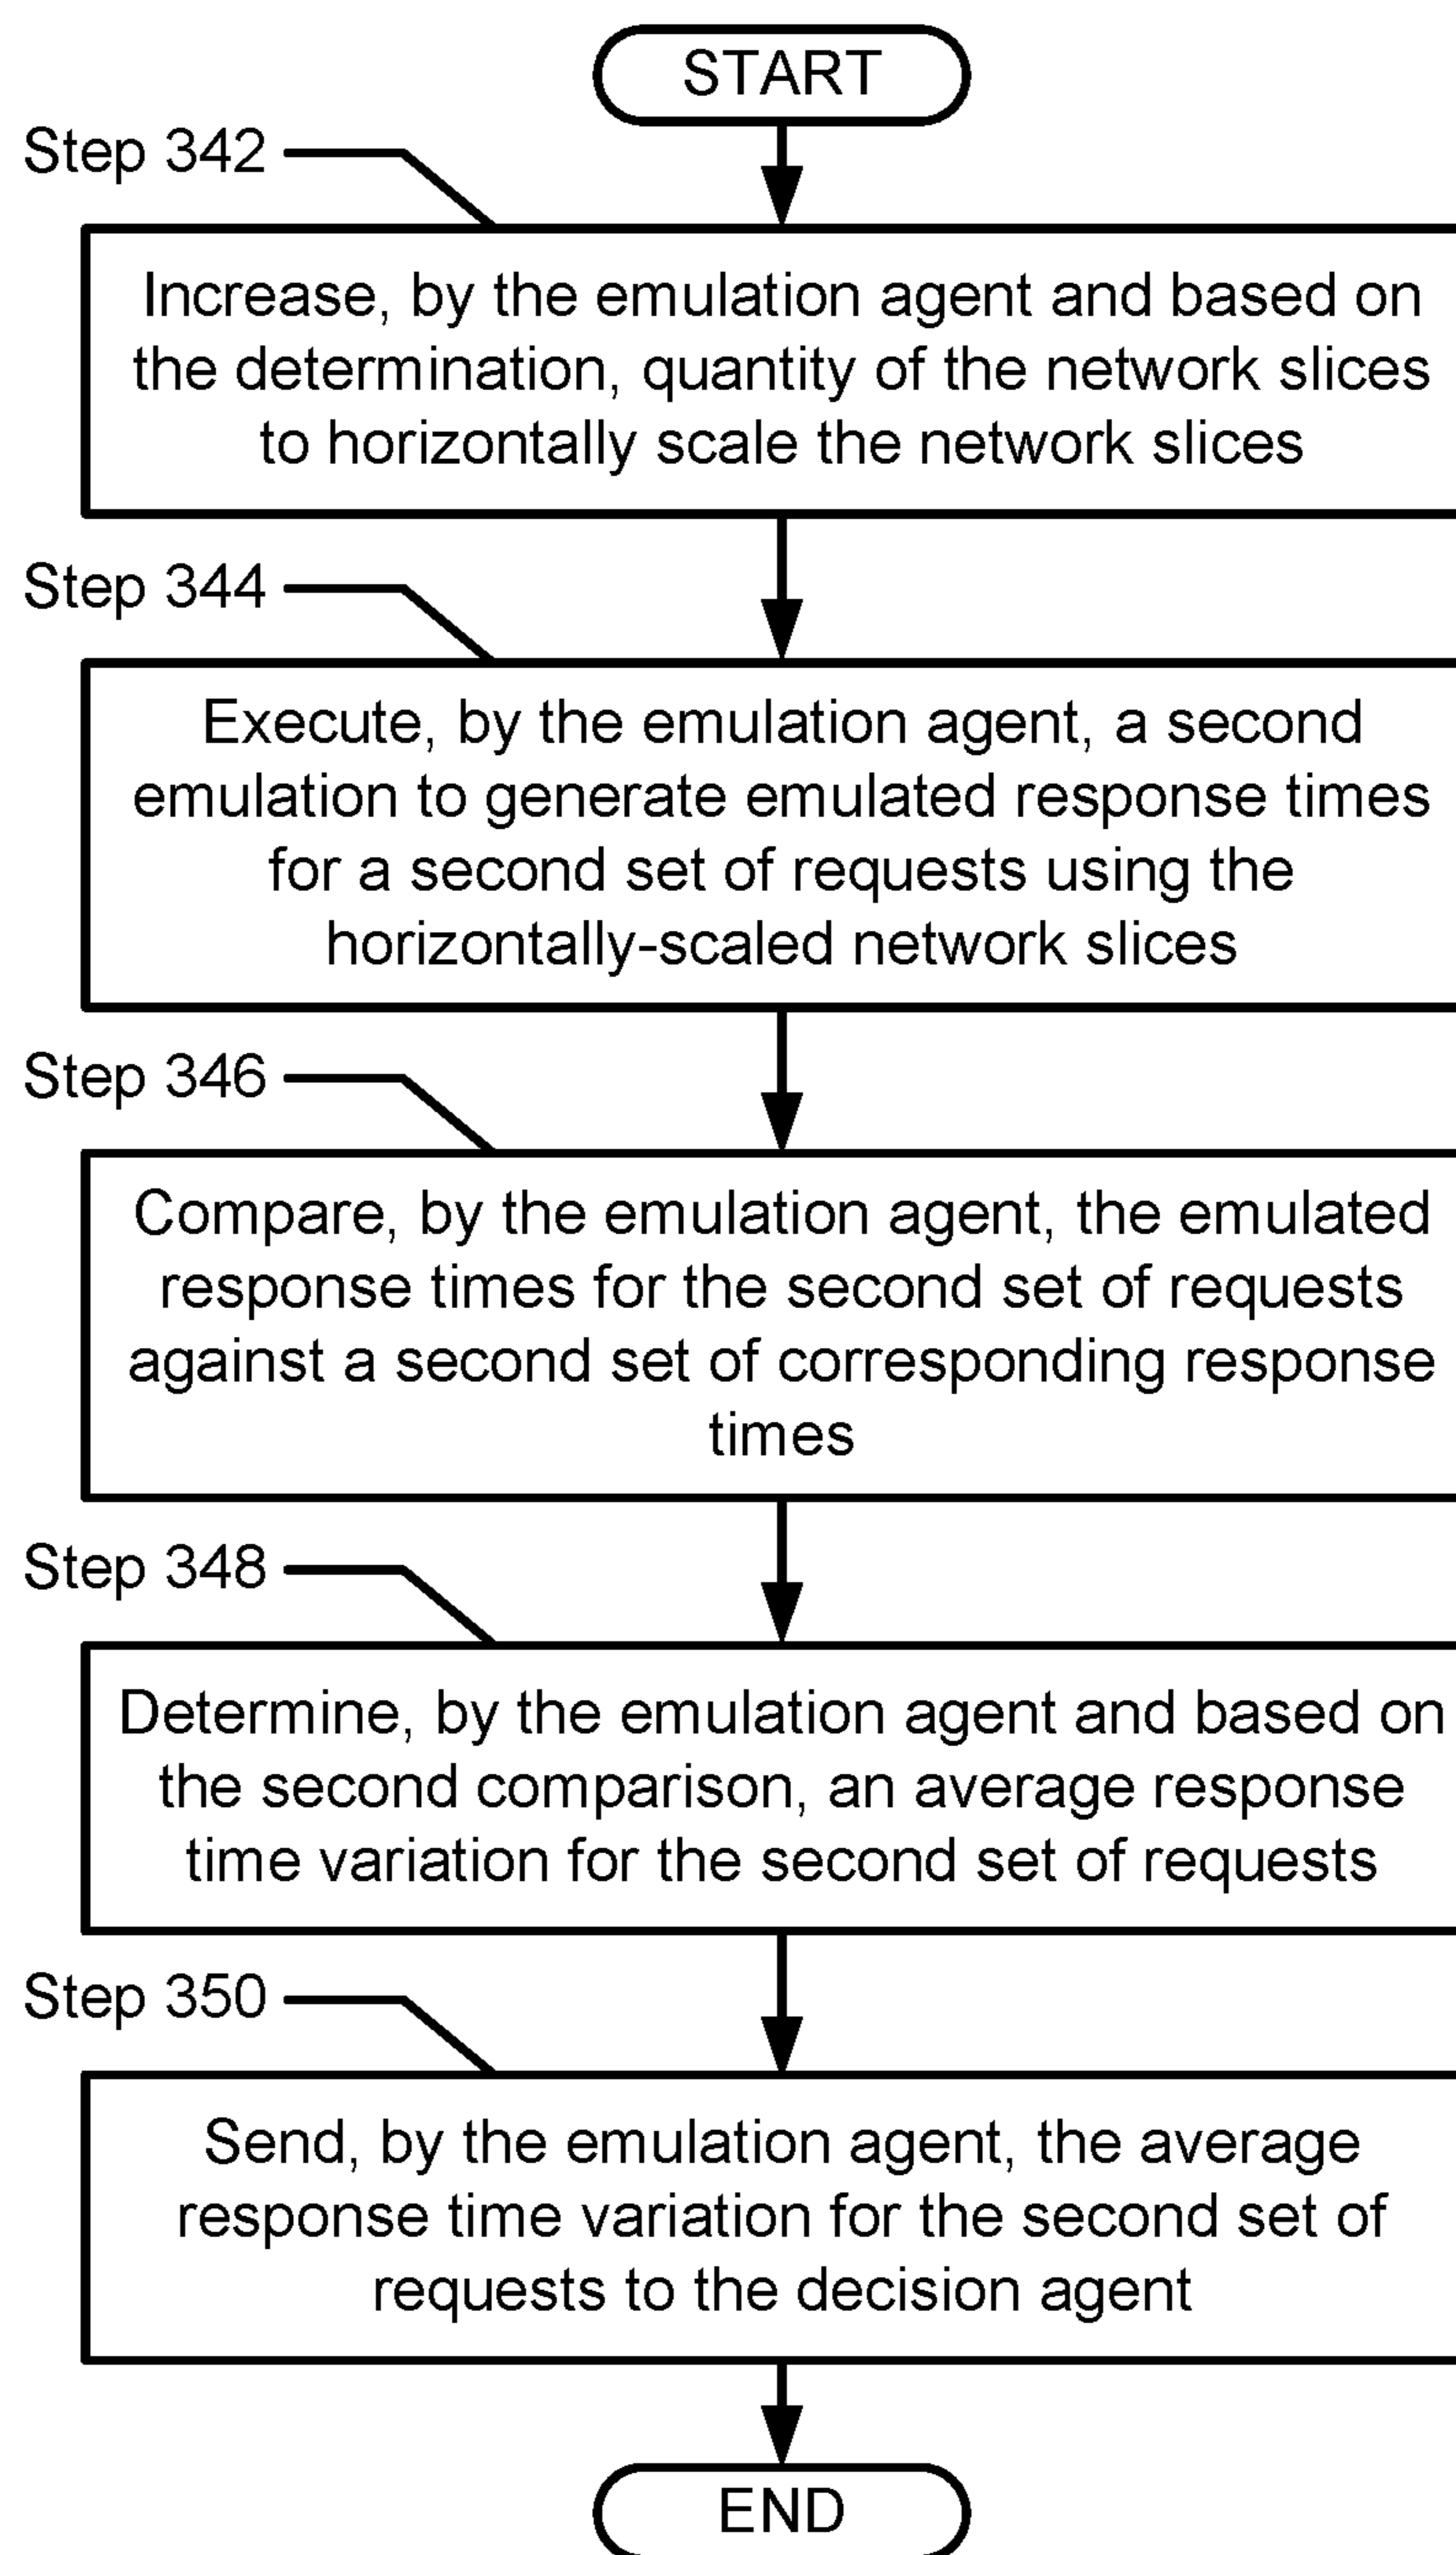 START
Step 342
Increase, by the emulation agent and based on
the determination, quantity of the network slices
to horizontally scale the network slices
Step 344
Execute, by the emulation agent, a second
emulation to generate emulated response times
for a second set of requests using the
horizontally-scaled network slices
Step 346
Compare, by the emulation agent, the emulated
response times for the second set of requests
against a second set of corresponding response
times
Step 348
Determine, by the emulation agent and based on
the second comparison, an average response
time variation for the second set of requests
Step 350
Send, by the emulation agent, the average
response time variation for the second set of
requests to the decision agent
END